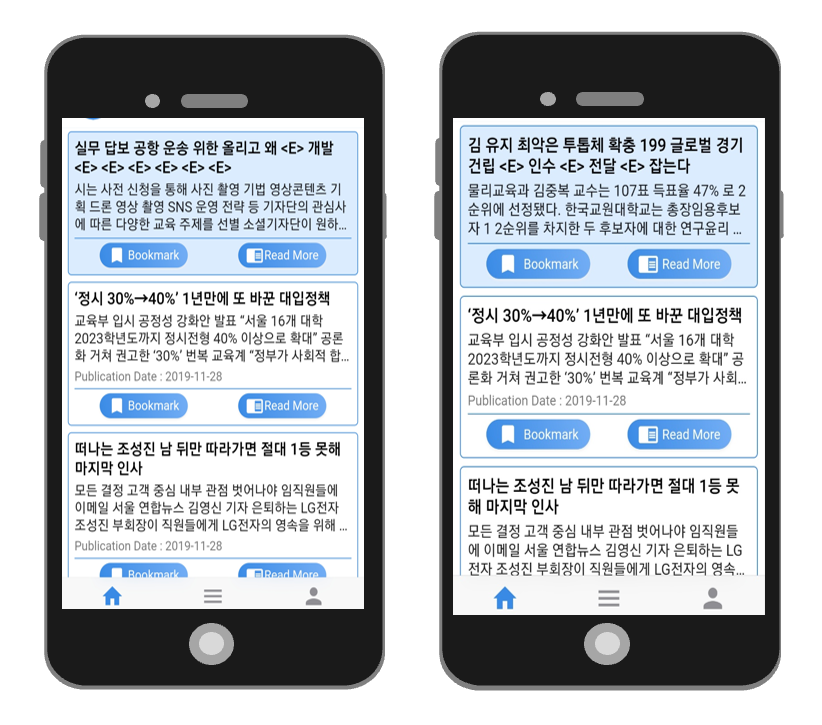 실무 답보 공항 운송 위한 올리고 왜 <E> 개발
<E> <E> <E> <E> <E> <E>
시는 사전 신청을 통해 사진 촬영 기법 영상콘텐츠 기
획 드론 영상 촬영 SNS 운영 전략 등 기자단의 관심사
에 따른 다양한 교육 주제를 선별 소셜기자단이 원하...
Bookmark
Read More
‘정시 30%→40%’ 1년만에 또 바꾼 대입정책
교육부 입시 공정성 강화안 발표 “서울 16개 대학
2023학년도까지 정시전형 40% 이상으로 확대” 공론
화 거쳐 권고한 ‘30%’ 번복 교육계 “정부가 사회적 합...
Publication Date : 2019-11-28
Bookmark
Read More
떠나는 조성진 남 뒤만 따라가면 절대 1등 못해
마지막 인사
모든 결정 고객 중심 내부 관점 벗어나야 임직원들에
이메일 서울 연합뉴스 김영신 기자 은퇴하는 LG전자
조성진 부회장이 직원들에게 LG전자의 영속을 위해 ...
Publication Date : 2019-11-28
Bookmark
Read More
김 유지 최악은 투톱체 확충 199 글로벌 경기
건립 <E> 인수 <E> 전달 <E> 잡는다
물리교육과 김중복 교수는 107표 득표율 47% 로 2
순위에 선정됐다. 한국교원대학교는 총장임용후보
자 1 2순위를 차지한 두 후보자에 대한 연구윤리 ...
Bookmark
Read More
‘정시 30%→40%’ 1년만에 또 바꾼 대입정책
교육부 입시 공정성 강화안 발표 “서울 16개 대학
2023학년도까지 정시전형 40% 이상으로 확대” 공
론화 거쳐 권고한 ‘30%’ 번복 교육계 “정부가 사회...
Publication Date : 2019-11-28
Bookmark
Read More
떠나는 조성진 남 뒤만 따라가면 절대 1등 못
해 마지막 인사
모든 결정 고객 중심 내부 관점 벗어나야 임직원들
에 이메일 서울 연합뉴스 김영신 기자 은퇴하는 LG
전자 조성진 부회장이 직원들에게 LG전자의 영속...